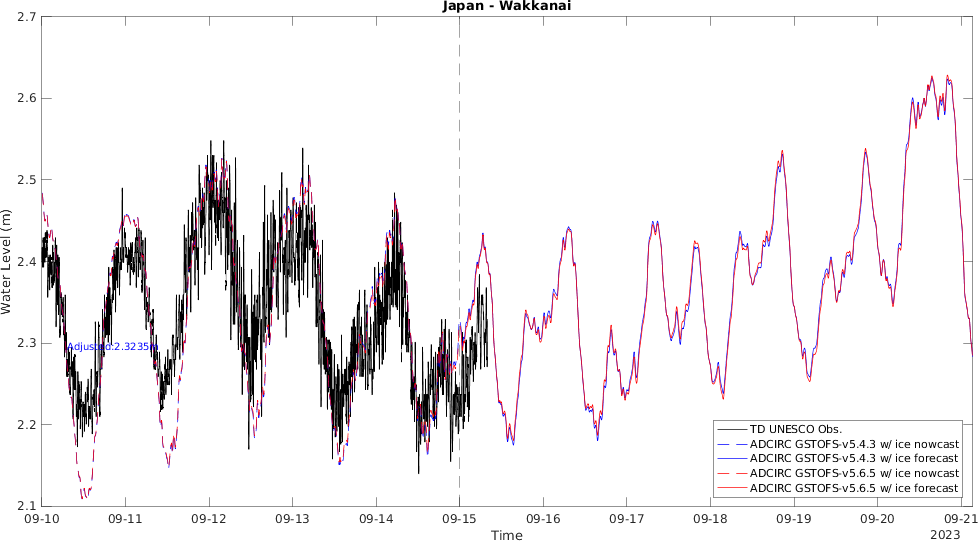 Japan - Wakkanai
2.7
2.6
2.5
2.4
2.3
2.2
2.1
Water Level (m)
Adjusted:2.3235m
TD UNESCO Obs.
ADCIRC GSTOFS-v5.4.3 w/ ice nowcast
ADCIRC GSTOFS-v5.4.3 w/ ice forecast
ADCIRC GSTOFS-v5.6.5 w/ ice nowcast
ADCIRC GSTOFS-v5.6.5 w/ ice forecast
09-10 09-11 09-12 09-13 09-14 09-15 09-16 09-17 09-18 09-19 09-20 09-21
Time
2023